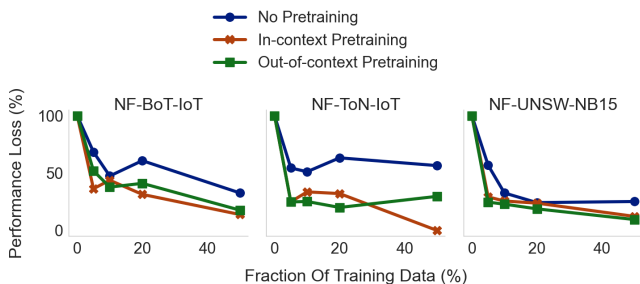 No Pretraining
In-context Pretraining
Out-of-context Pretraining
NF-BoT-IoT
NF-ToN-IoT
NF-UNSW-NB15
Performance Loss (%)
100
50
0
0 20 40
0 20 40
0 20 40
Fraction Of Training Data (%)